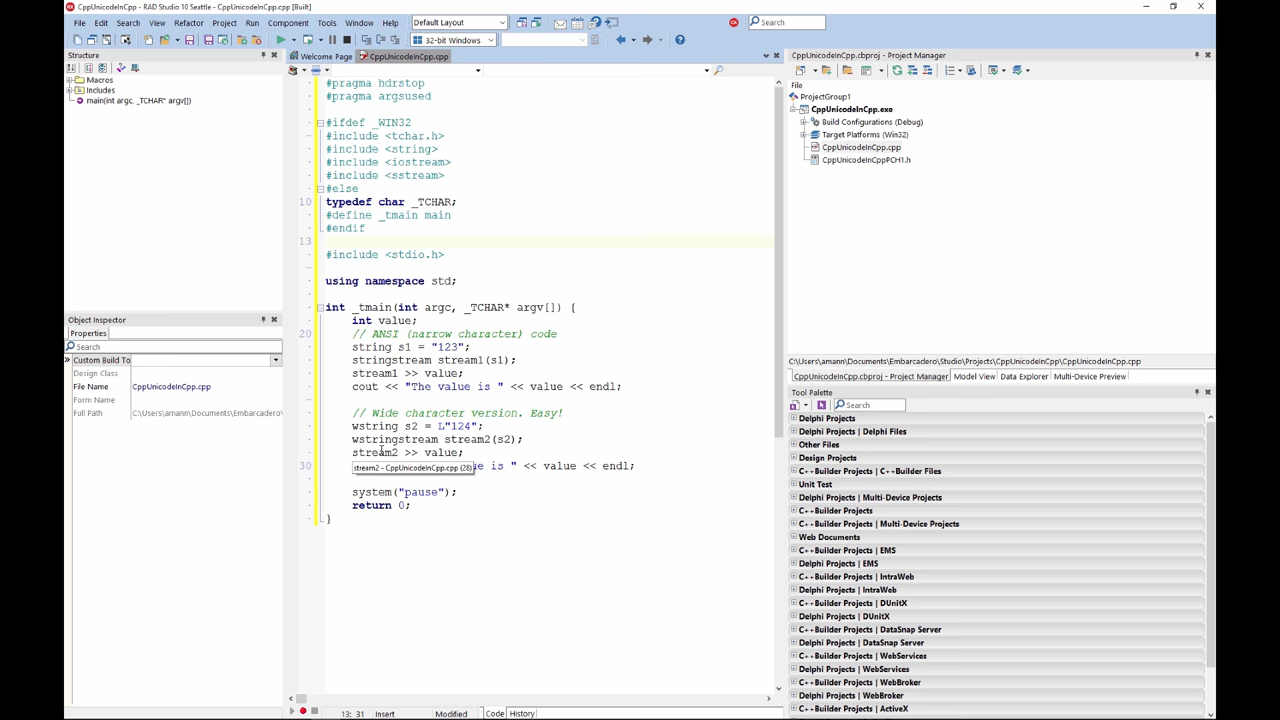 CppUnicodeInCpp - RAD Studio 10 Seattle - CppUnicodeInCpp.cpp [Built]
File Edit Search View Refactor Project Run Component Tools Window Help Default Layout Search
32-bit Windows
Structure
Macros
Includes
main(int argc, _TCHAR* argv[])
Object Inspector
Properties
Search
Custom Build To
Design Class
File Name CppUnicodeInCpp.cpp
Form Name
Full Path C:\Users\amann\Documents\Embarcadero\
Welcome Page CppUnicodeInCpp.cpp
#pragma hdrstop
#pragma argsused
#ifdef _WIN32
#include <tchar.h>
#include <string>
#include <iostream>
#include <sstream>
#else
10 typedef char _TCHAR;
#define _tmain main
#endif
13
#include <stdio.h>
using namespace std;
int _tmain(int argc, _TCHAR* argv[]) {
int value;
20 // ANSI (narrow character) code
string s1 = "123";
stringstream stream1(s1);
stream1 >> value;
cout << "The value is " << value << endl;
// Wide character version. Easy!
wstring s2 = L"124";
wstringstream stream2(s2);
stream2 >> value;
30 ue is " << value << endl;
stream2 - CppUnicodeInCpp.cpp (28)
system("pause");
return 0;
}
13: 31 Insert Modified Code History
CppUnicodeInCpp.cbproj - Project Manager
File
ProjectGroup1
CppUnicodeInCpp.exe
Build Configurations (Debug)
Target Platforms (Win32)
CppUnicodeInCpp.cpp
CppUnicodeInCppPCH1.h
C:\Users\amann\Documents\Embarcadero\Studio\Projects\CppUnicodeInCpp\CppUnicodeInCpp.cpp
CppUnicodeInCpp.cbproj - Project Manager Model View Data Explorer Multi-Device Preview
Tool Palette
Search
Delphi Projects
Delphi Projects | Delphi Files
Other Files
Design Projects
C++Builder Projects | C++Builder Files
Unit Test
Delphi Projects | Multi-Device Projects
C++Builder Projects
C++Builder Projects | Multi-Device Projects
Web Documents
C++Builder Projects | EMS
Delphi Projects | EMS
C++Builder Projects | IntraWeb
Delphi Projects | IntraWeb
C++Builder Projects | DUnitX
Delphi Projects | DUnitX
C++Builder Projects | DataSnap Server
Delphi Projects | DataSnap Server
C++Builder Projects | WebServices
Delphi Projects | WebServices
C++Builder Projects | WebBroker
Delphi Projects | WebBroker
C++Builder Projects | ActiveX